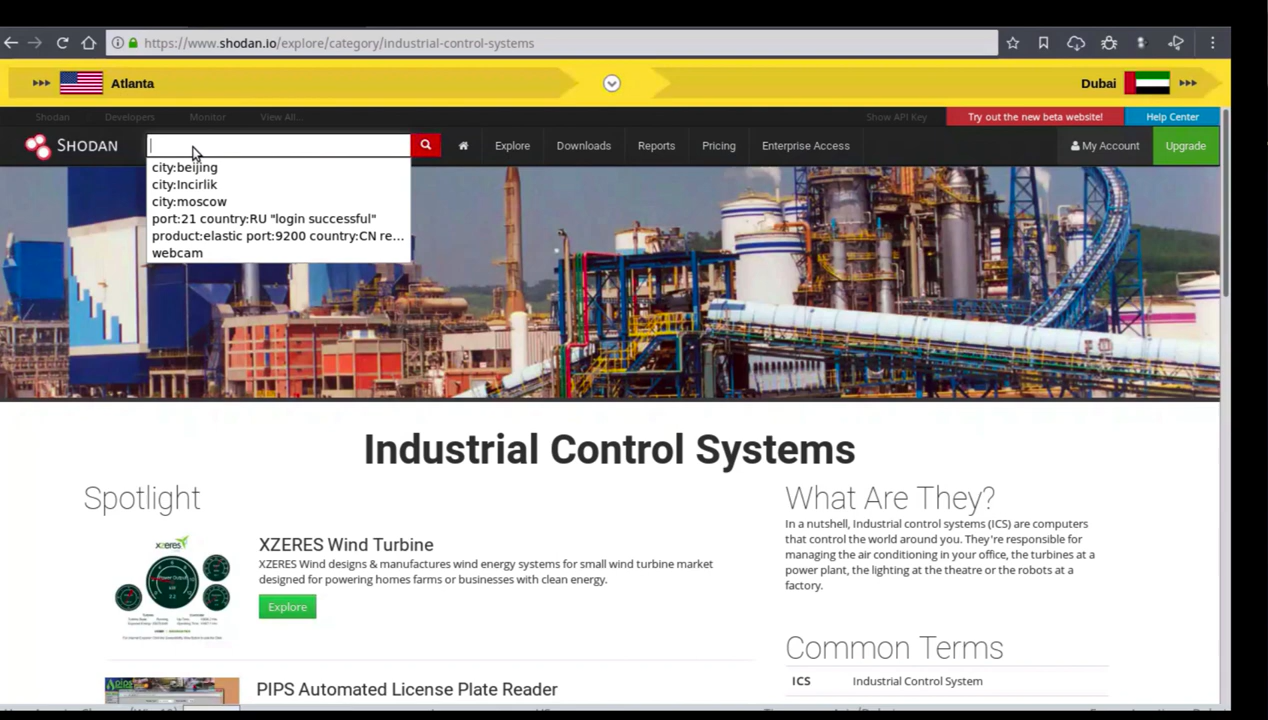 https://www.shodan.io/explore/category/industrial-control-systems
Atlanta
Dubai
Shodan Developers Monitor View All...
Show API Key Try out the new beta website! Help Center
SHODAN
Explore Downloads Reports Pricing Enterprise Access
My Account Upgrade
city:beijing
city:Incirlik
city:moscow
port:21 country:RU "login successful"
product:elastic port:9200 country:CN re...
webcam
Industrial Control Systems
Spotlight
XZERES Wind Turbine
XZERES Wind designs & manufactures wind energy systems for small wind turbine market
designed for powering homes farms or businesses with clean energy.
Explore
PIPS Automated License Plate Reader
What Are They?
In a nutshell, Industrial control systems (ICS) are computers
that control the world around you. They're responsible for
managing the air conditioning in your office, the turbines at a
power plant, the lighting at the theatre or the robots at a
factory.
Common Terms
ICS Industrial Control System